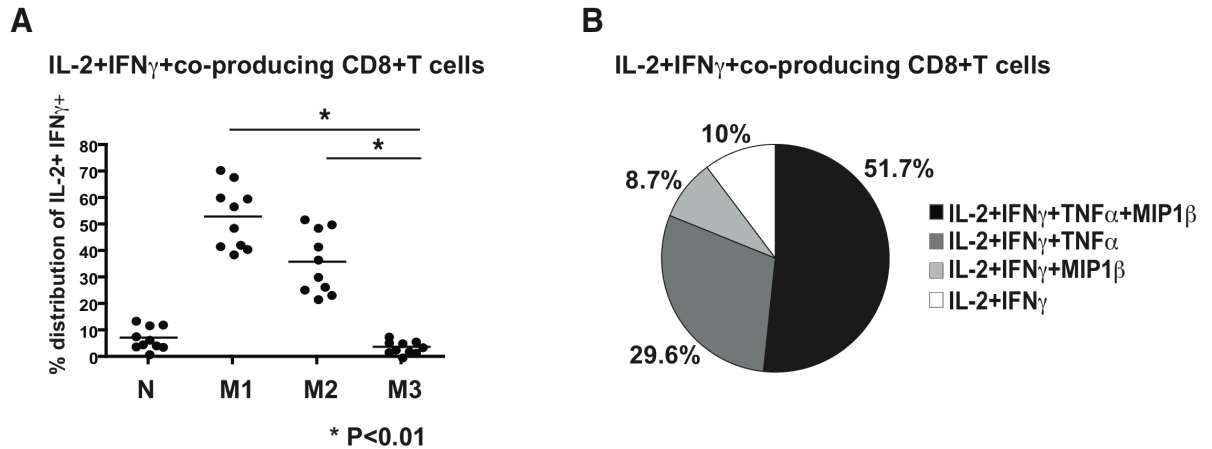 A
IL-2+IFNγ+co-producing CD8+T cells
% distribution of IL-2+ IFNγ+
80
70
60
50
40
30
20
10
0
N M1 M2 M3
*
*
* P<0.01
B
IL-2+IFNγ+co-producing CD8+T cells
10%
51.7%
8.7%
29.6%
IL-2+IFNγ+TNFα+MIP1β
IL-2+IFNγ+TNFα
IL-2+IFNγ+MIP1β
IL-2+IFNγ